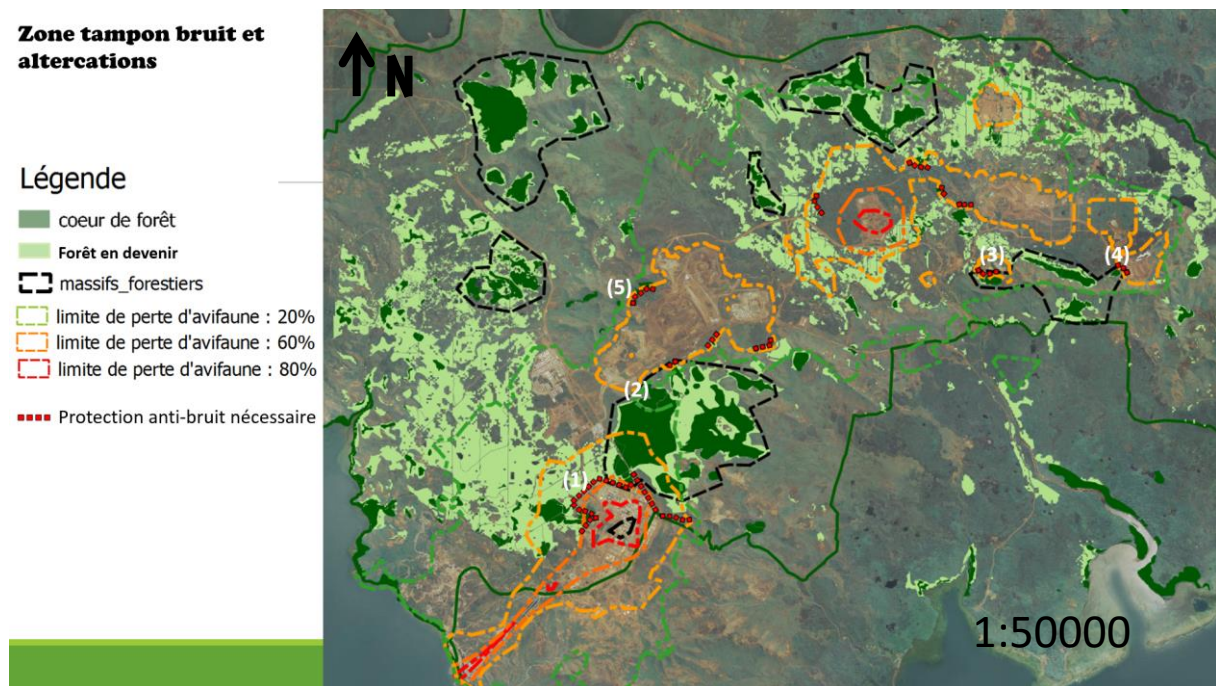 Zone tampon bruit et
altercations
Légende
coeur de forêt
Forêt en devenir
massifs_forestiers
limite de perte d'avifaune : 20%
limite de perte d'avifaune : 60%
limite de perte d'avifaune : 80%
Protection anti-bruit nécessaire
N
(3)
(4)
(5)
(2)
(1)
1:50000